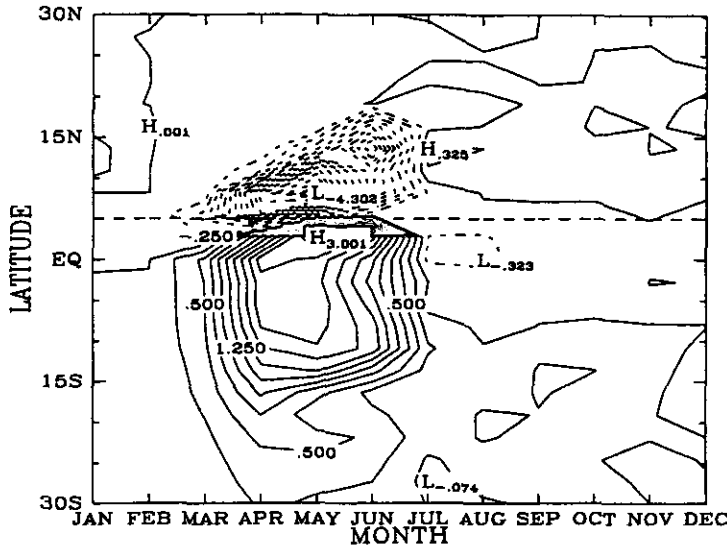 30N
H.001
15N
H.325
L-4.302
.250
H3.001
EQ
L-.323
.500
.500
1.250
15S
.500
(L-.074
30S
JAN FEB MAR APR MAY JUN JUL AUG SEP OCT NOV DEC
MONTH
LATITUDE